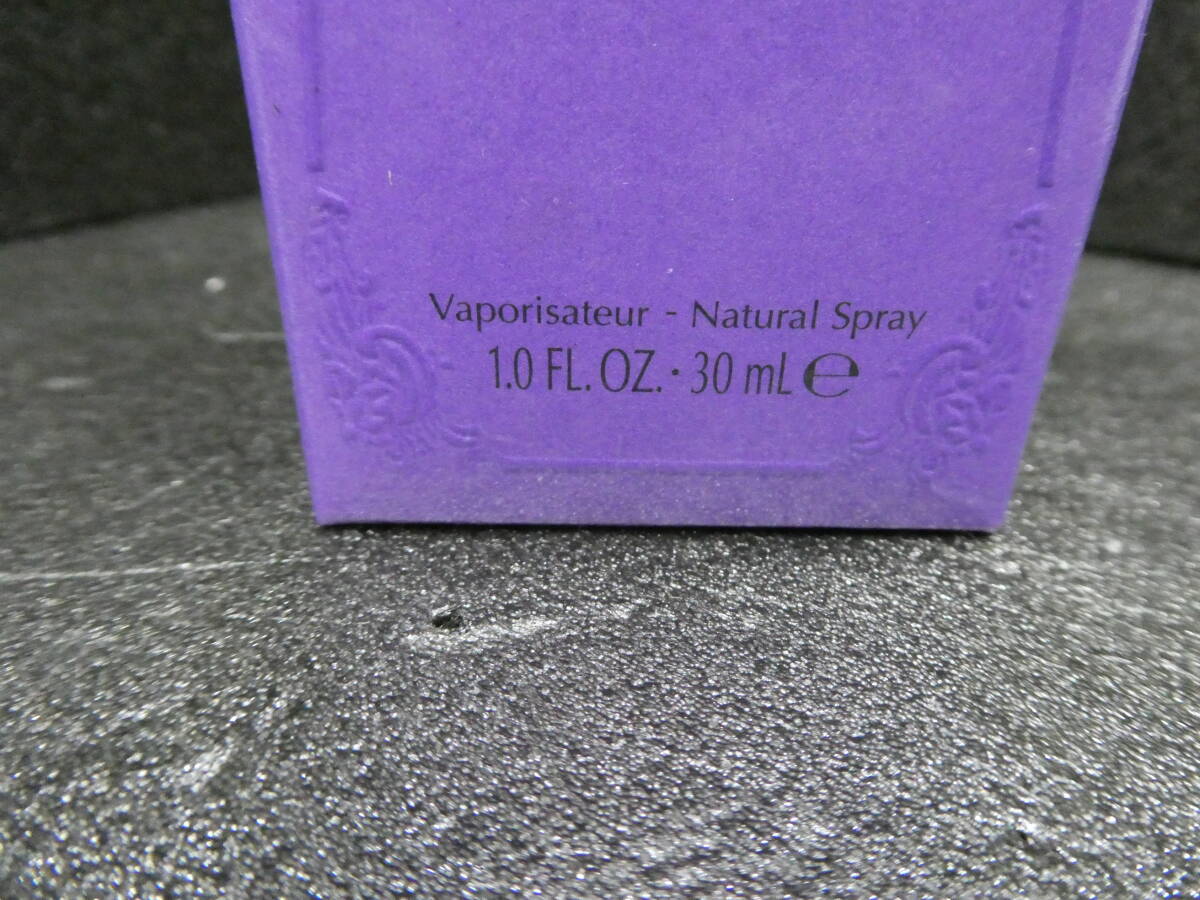 Vaporisateur - Natural Spray
1.0 FL. OZ. · 30 mL ℮